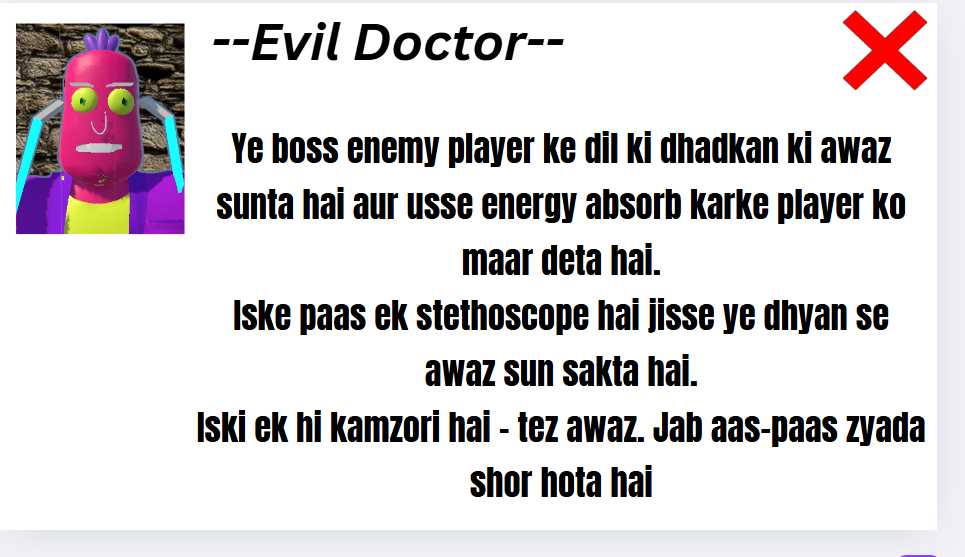 --Evil Doctor--
Ye boss enemy player ke dil ki dhadkan ki awaz
sunta hai aur usse energy absorb karke player ko
maar deta hai.
Iske paas ek stethoscope hai jisse ye dhyan se
awaz sun sakta hai.
Iski ek hi kamzori hai - tez awaz. Jab aas-paas zyada
shor hota hai